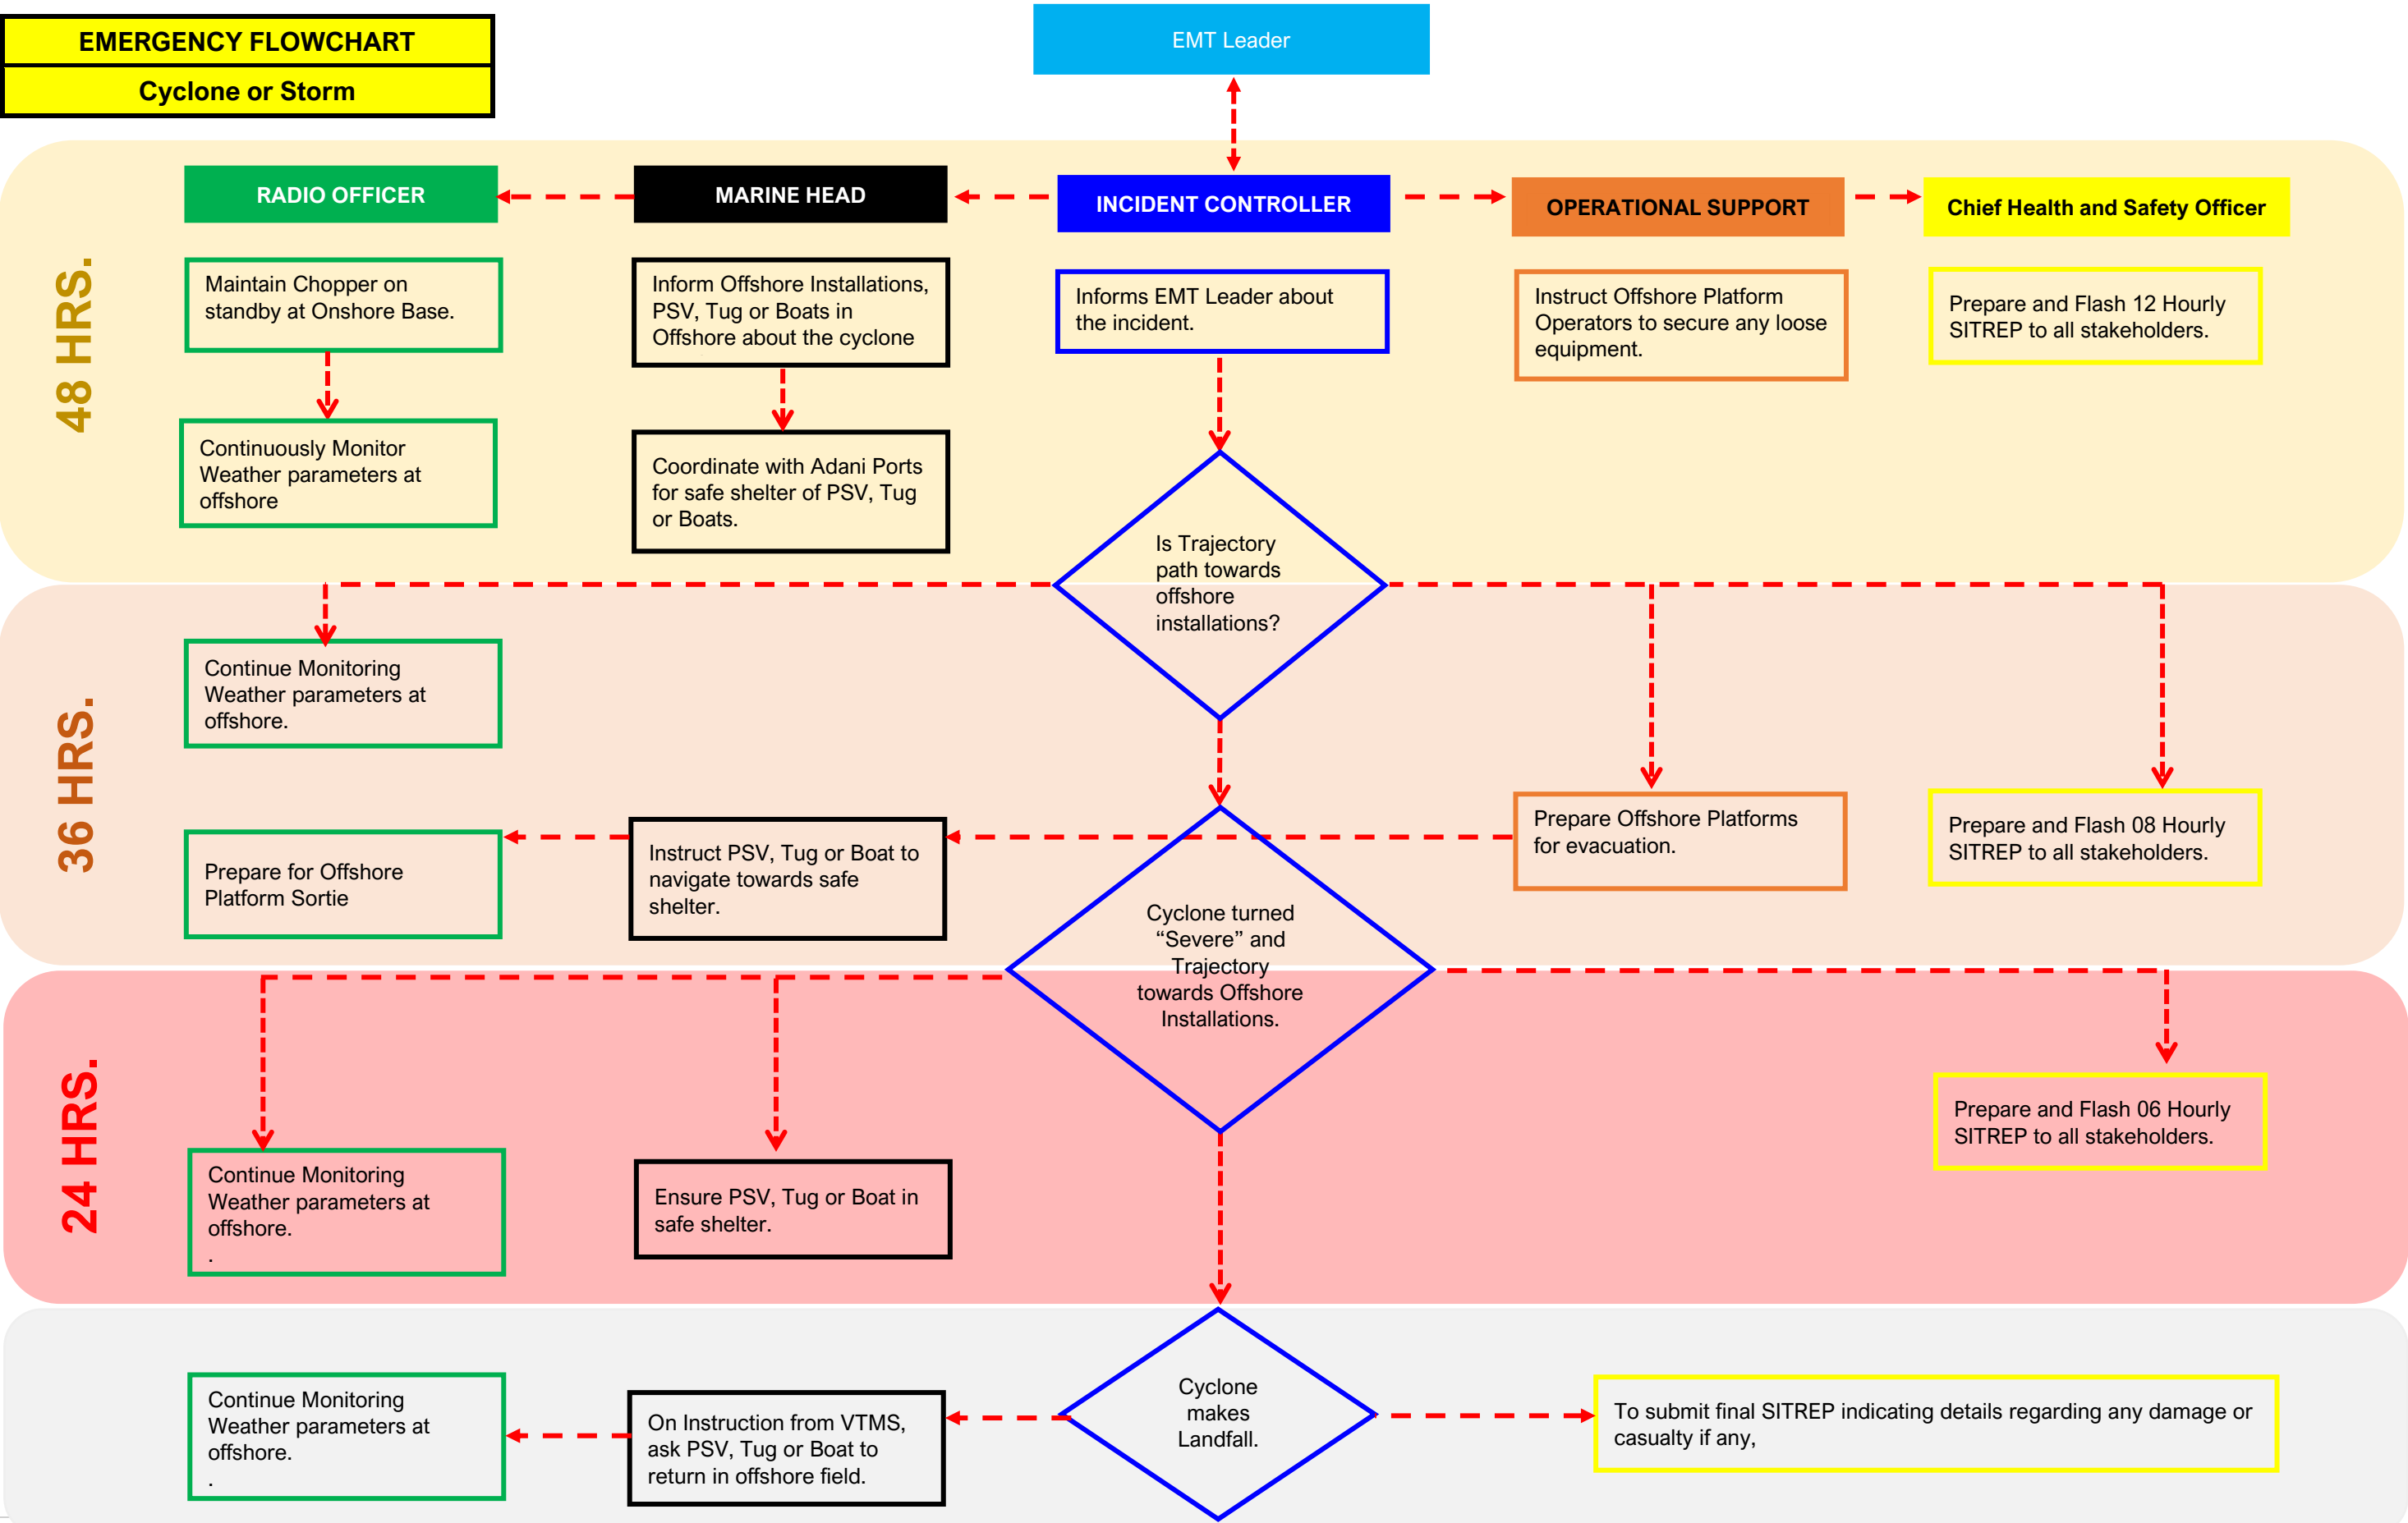 EMERGENCY FLOWCHART
Cyclone or Storm
EMT Leader
48 HRS.
RADIO OFFICER
MARINE HEAD
INCIDENT CONTROLLER
OPERATIONAL SUPPORT
Chief Health and Safety Officer
Maintain Chopper on
standby at Onshore Base.
Inform Offshore Installations,
PSV, Tug or Boats in
Offshore about the cyclone
Informs EMT Leader about
the incident.
Instruct Offshore Platform
Operators to secure any loose
equipment.
Prepare and Flash 12 Hourly
SITREP to all stakeholders.
Continuously Monitor
Weather parameters at
offshore
Coordinate with Adani Ports
for safe shelter of PSV, Tug
or Boats.
Is Trajectory
path towards
offshore
installations?
36 HRS.
Continue Monitoring
Weather parameters at
offshore.
Prepare for Offshore
Platform Sortie
Instruct PSV, Tug or Boat to
navigate towards safe
shelter.
Prepare Offshore Platforms
for evacuation.
Prepare and Flash 08 Hourly
SITREP to all stakeholders.
Cyclone turned
“Severe” and
Trajectory
towards Offshore
Installations.
24 HRS.
Continue Monitoring
Weather parameters at
offshore.
.
Ensure PSV, Tug or Boat in
safe shelter.
Prepare and Flash 06 Hourly
SITREP to all stakeholders.
Continue Monitoring
Weather parameters at
offshore.
.
On Instruction from VTMS,
ask PSV, Tug or Boat to
return in offshore field.
Cyclone
makes
Landfall.
To submit final SITREP indicating details regarding any damage or
casualty if any,